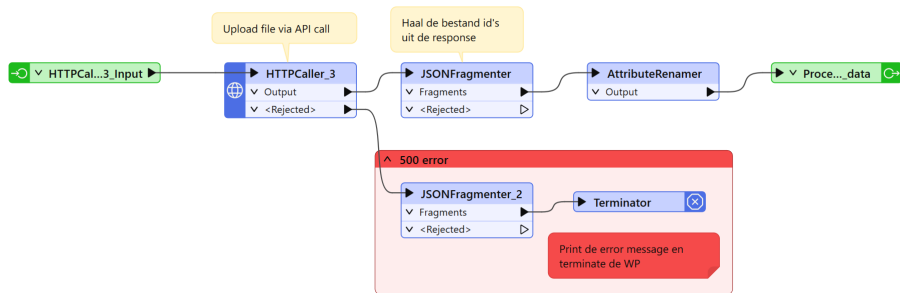 Upload file via API call
Haal de bestand id's
uit de response
HTTPCal...3_Input
HTTPCaller_3
Output
<Rejected>
JSONFragmenter
Fragments
<Rejected>
AttributeRenamer
Output
Proce..._data
500 error
JSONFragmenter_2
Fragments
<Rejected>
Terminator
Print de error message en
terminate de WP